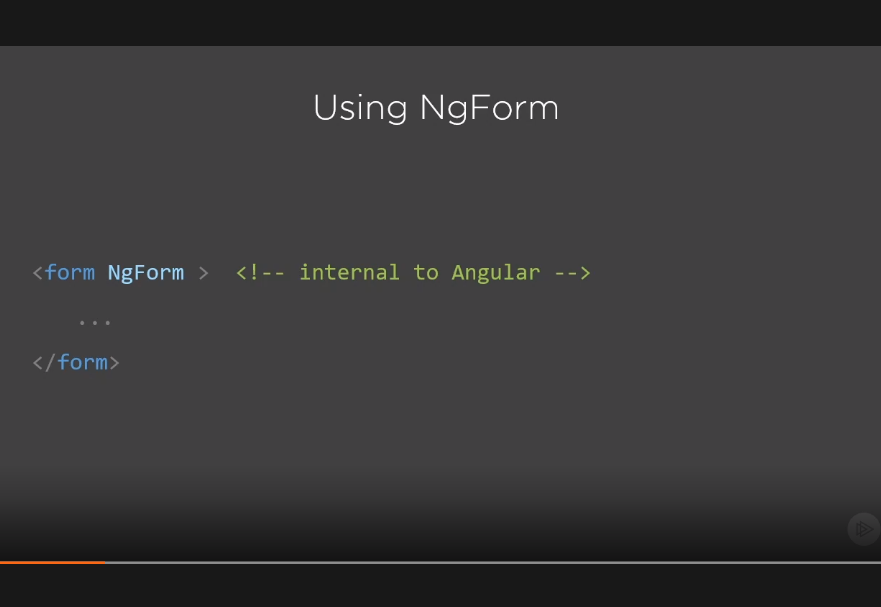 Using NgForm
<form NgForm > <!-- internal to Angular -->
...
</form>